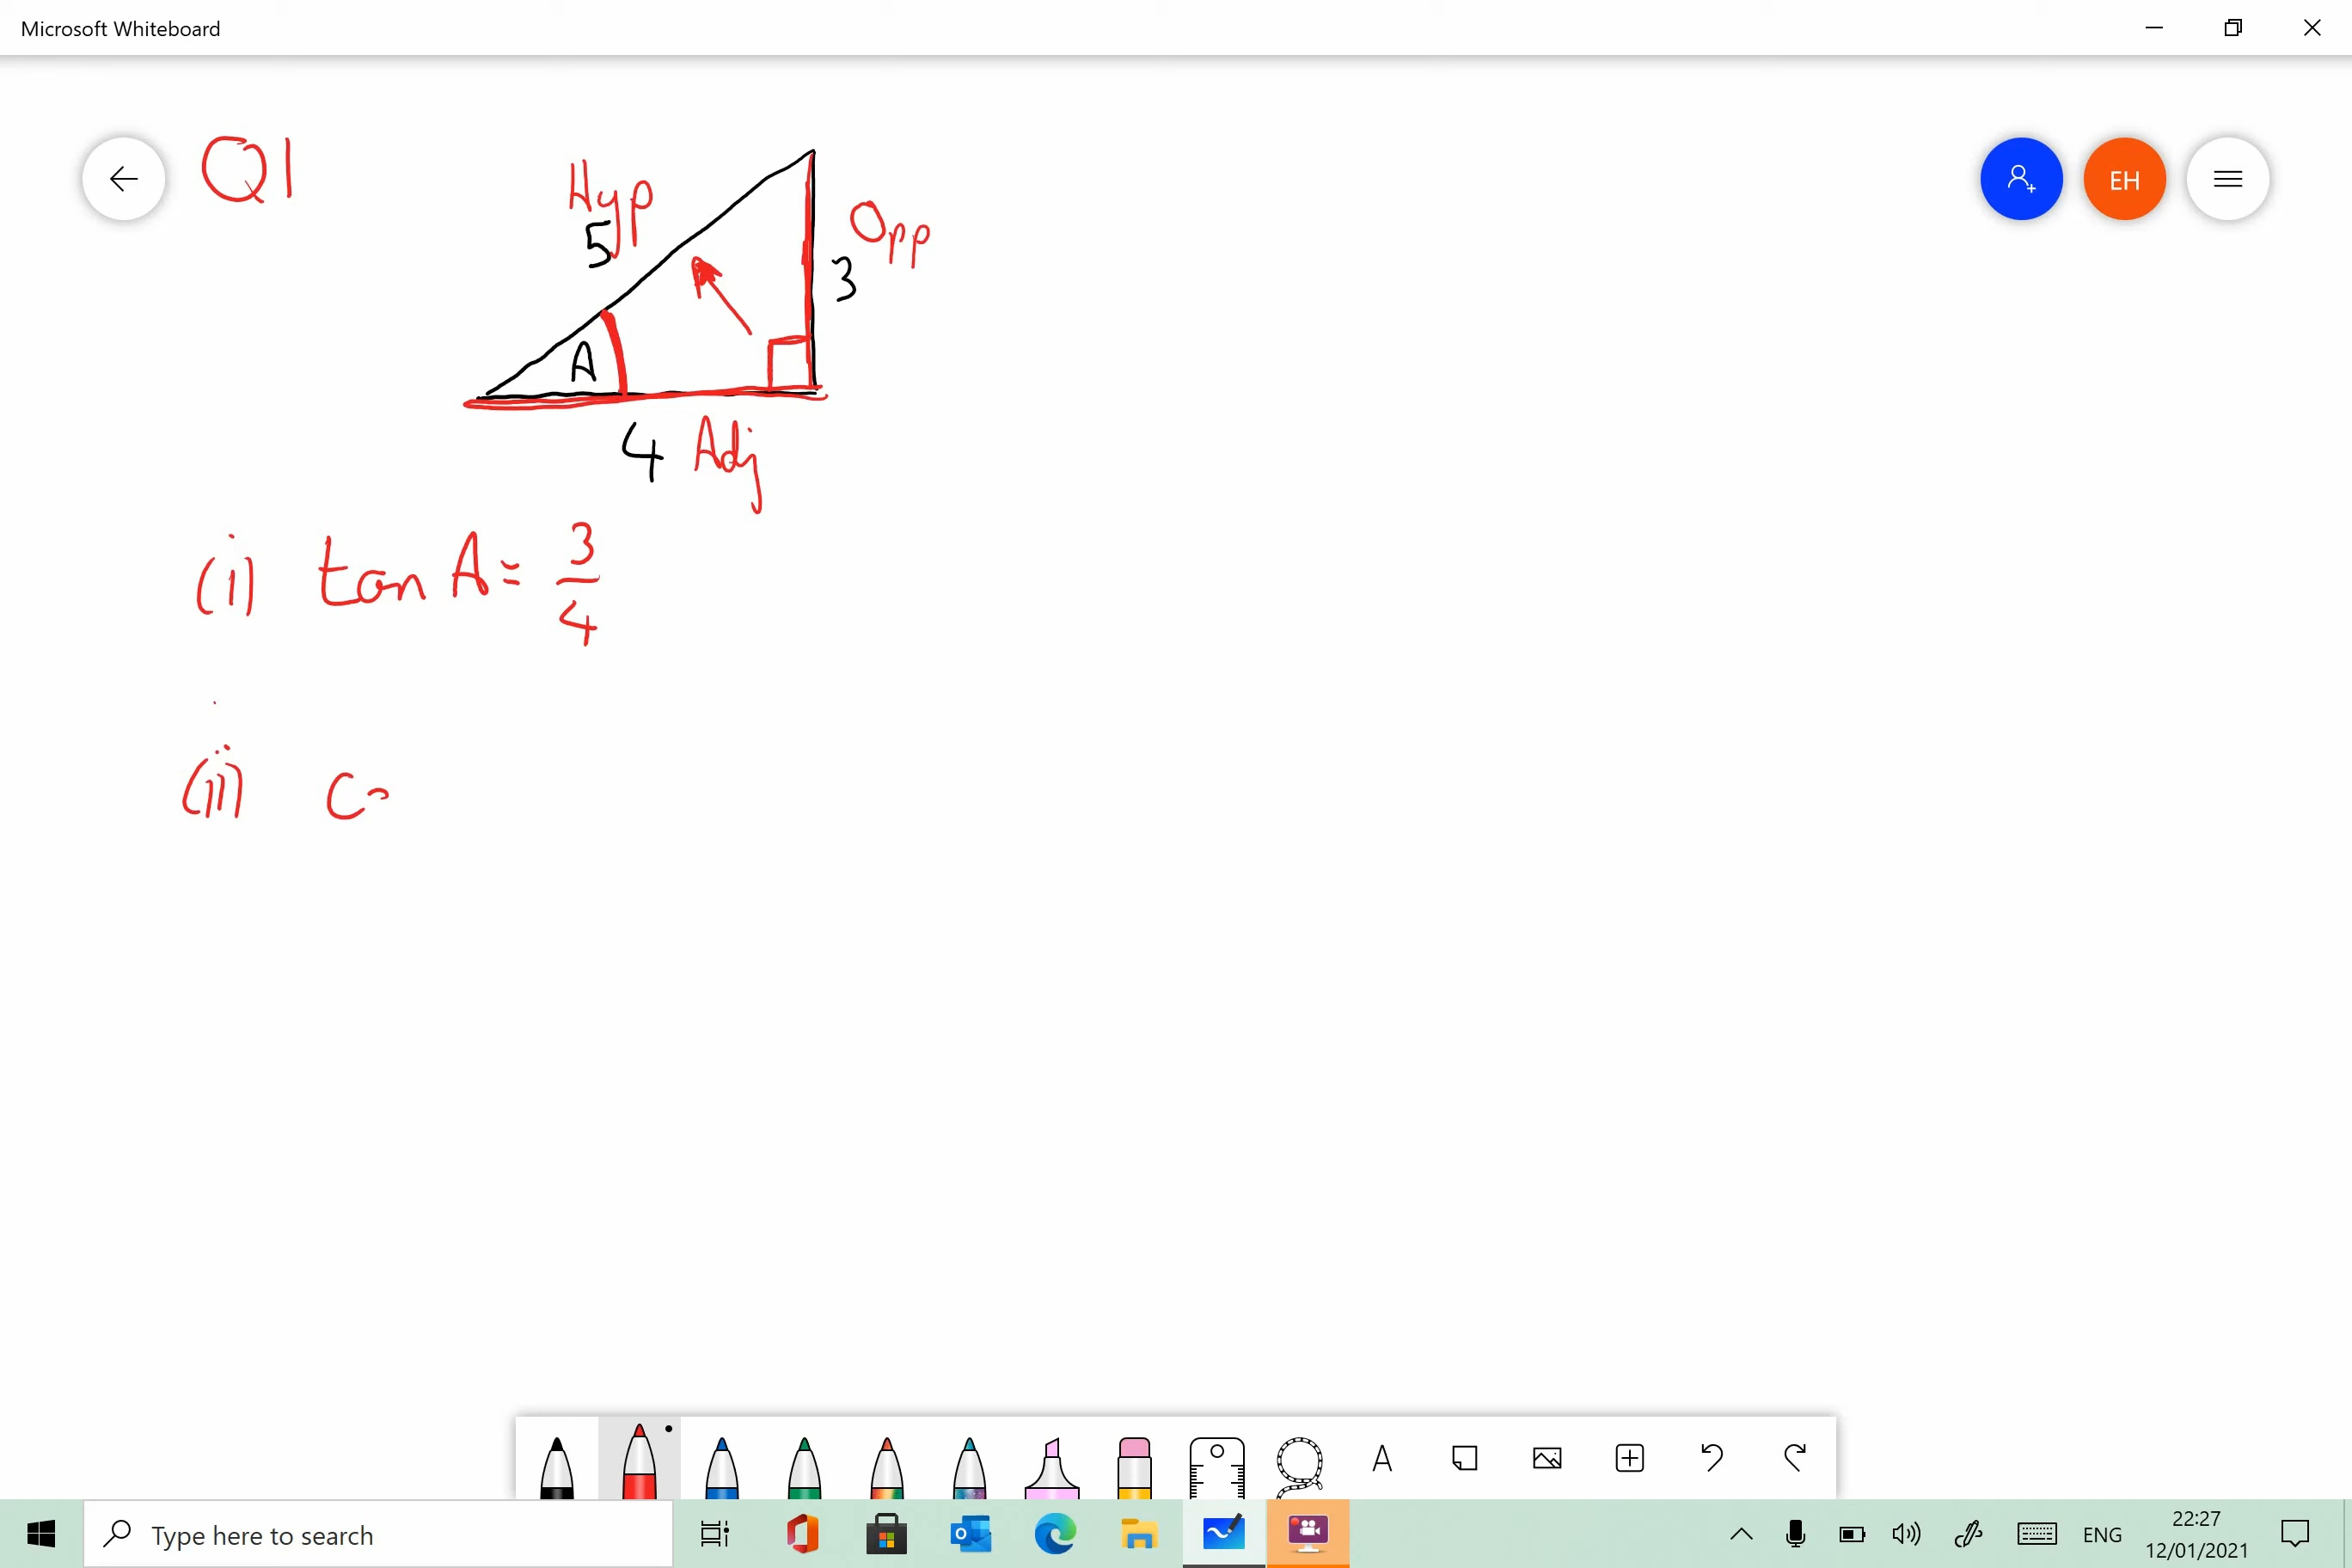 Microsoft Whiteboard
Q1
Hyp
5
Opp
3
A
4 Adj
EH
(i) tan A = 3/4
(ii) c
A
Type here to search
ENG
22:27
12/01/2021